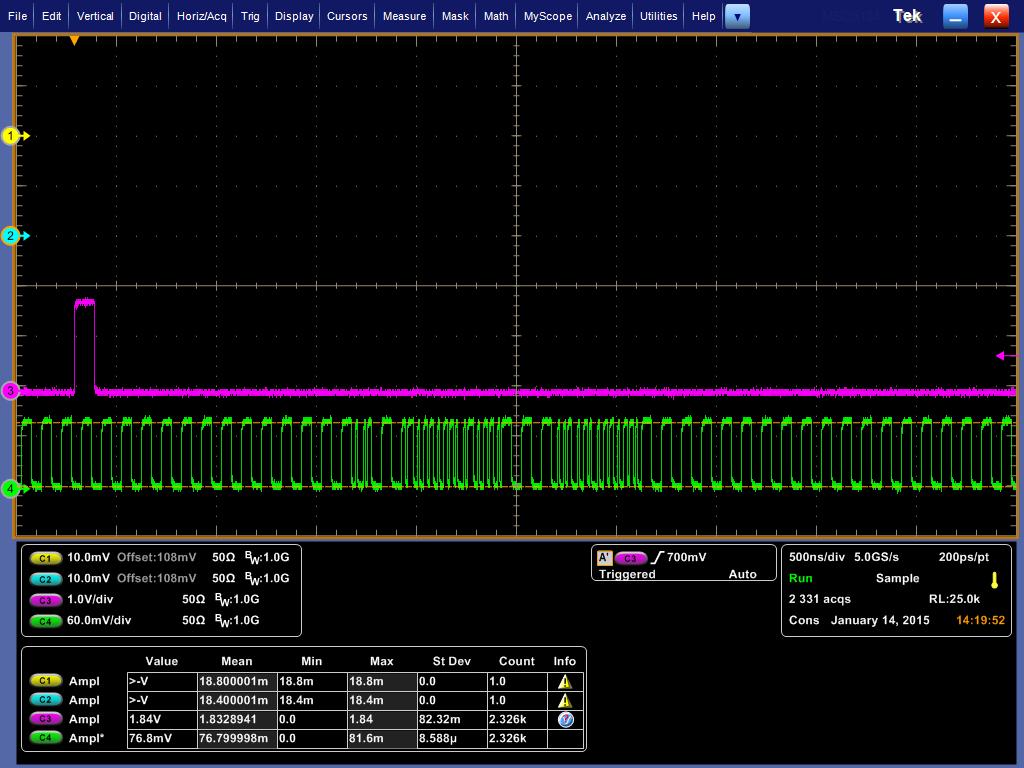 File Edit Vertical Digital Horiz/Acq Trig Display Cursors Measure Mask Math MyScope Analyze Utilities Help Tek X
1
2
3
4
C1 10.0mV Offset:108mV 50Ω BW:1.0G
C2 10.0mV Offset:108mV 50Ω BW:1.0G
C3 1.0V/div 50Ω BW:1.0G
C4 60.0mV/div 50Ω BW:1.0G
A' C3 700mV
Triggered Auto
500ns/div 5.0GS/s 200ps/pt
Run Sample
2 331 acqs RL:25.0k
Cons January 14, 2015 14:19:52
Value Mean Min Max St Dev Count Info
C1 Ampl >-V 18.800001m 18.8m 18.8m 0.0 1.0
C2 Ampl >-V 18.400001m 18.4m 18.4m 0.0 1.0
C3 Ampl 1.84V 1.8328941 0.0 1.84 82.32m 2.326k
C4 Ampl* 76.8mV 76.799998m 0.0 81.6m 8.588µ 2.326k